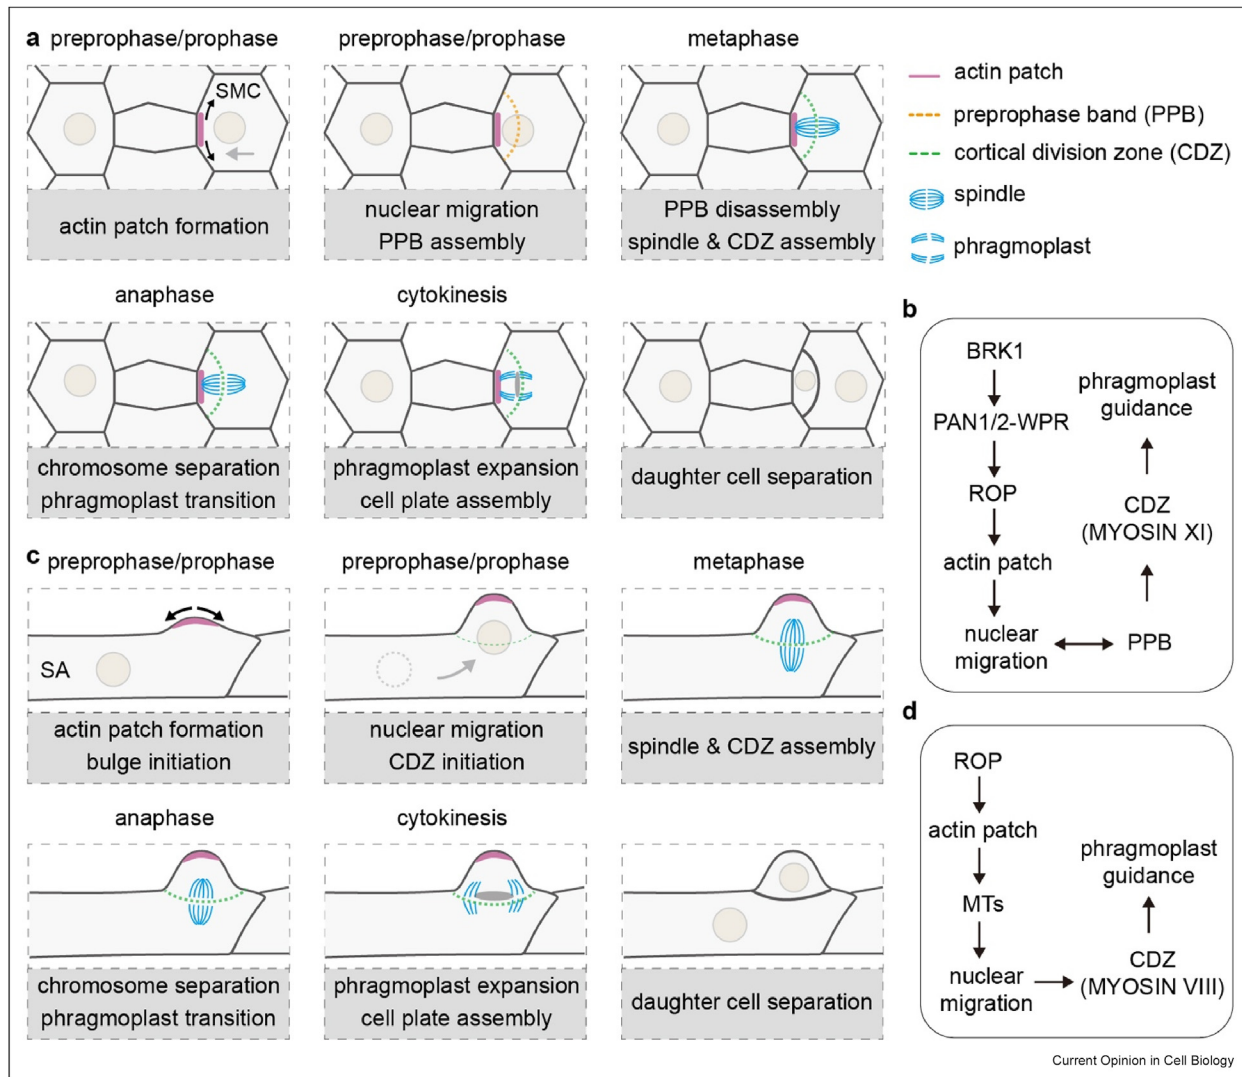 a
preprophase/prophase
preprophase/prophase
metaphase
SMC
actin patch formation
nuclear migration
PPB assembly
PPB disassembly
spindle & CDZ assembly
actin patch
preprophase band (PPB)
cortical division zone (CDZ)
spindle
phragmoplast
anaphase
cytokinesis
chromosome separation
phragmoplast transition
phragmoplast expansion
cell plate assembly
daughter cell separation
b
BRK1
PAN1/2-WPR
ROP
actin patch
nuclear
migration
PPB
CDZ
(MYOSIN XI)
phragmoplast
guidance
c
preprophase/prophase
preprophase/prophase
metaphase
SA
actin patch formation
bulge initiation
nuclear migration
CDZ initiation
spindle & CDZ assembly
anaphase
cytokinesis
chromosome separation
phragmoplast transition
phragmoplast expansion
cell plate assembly
daughter cell separation
d
ROP
actin patch
MTs
nuclear
migration
CDZ
(MYOSIN VIII)
phragmoplast
guidance
Current Opinion in Cell Biology